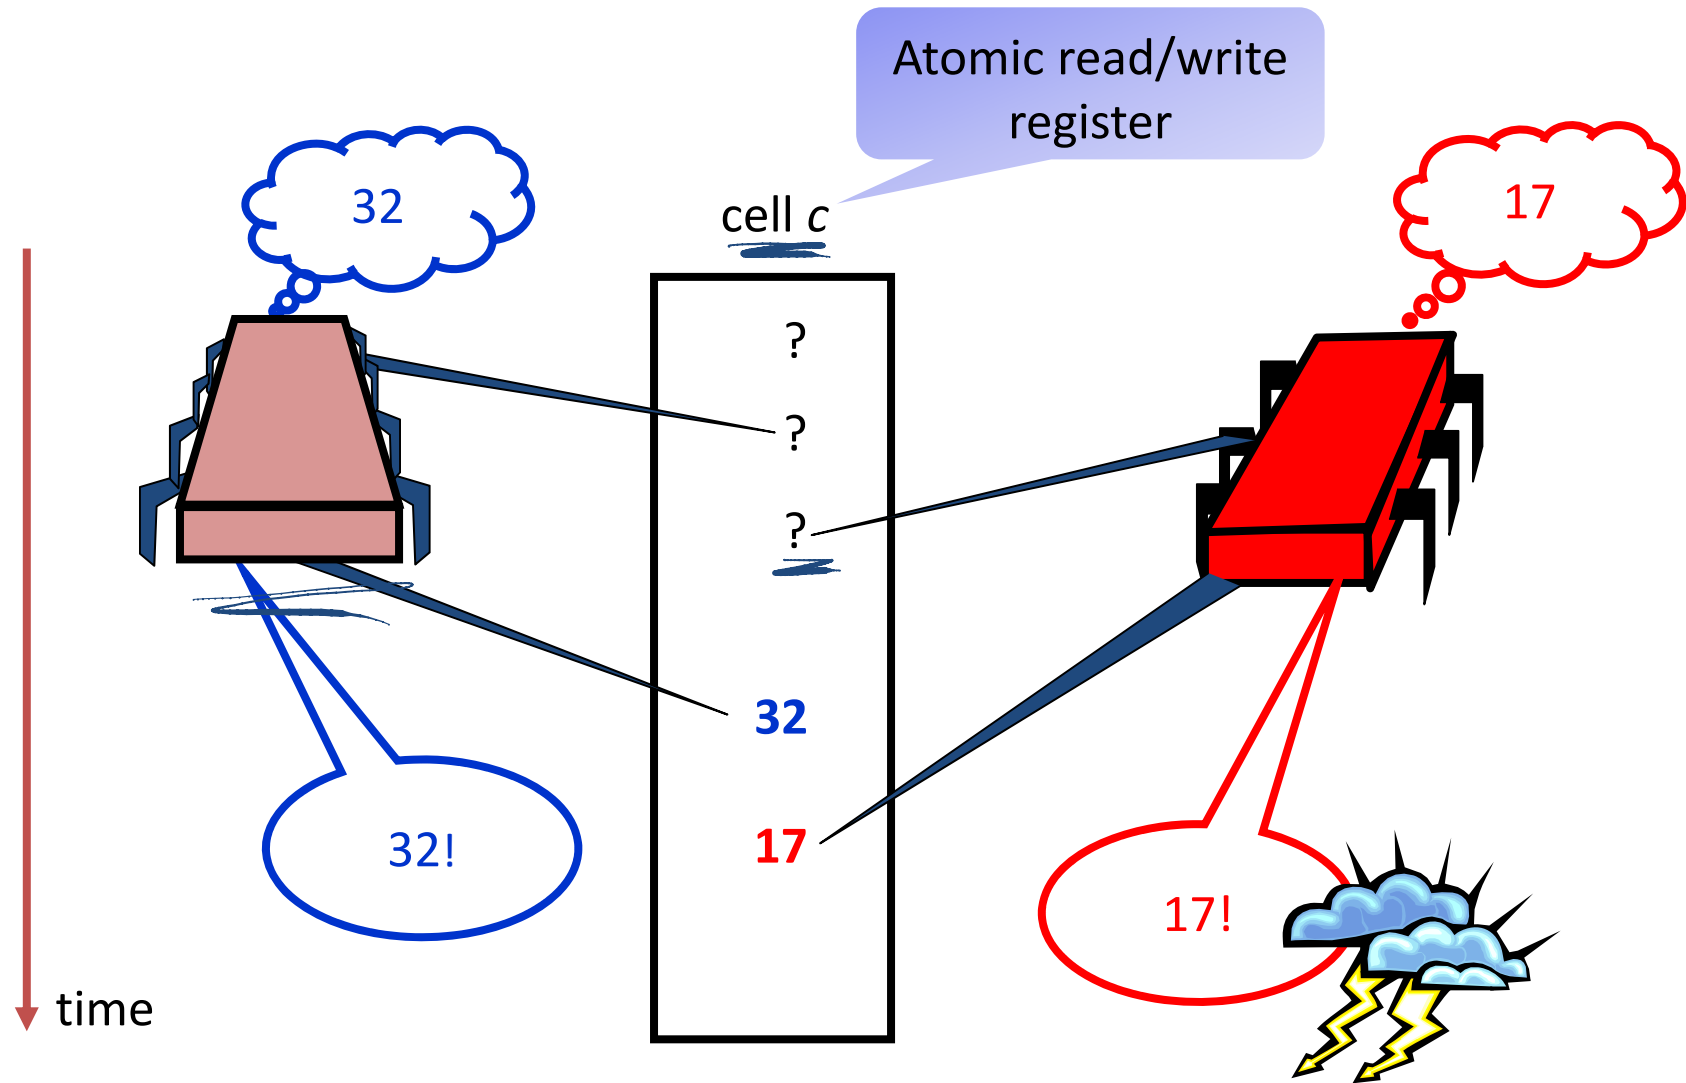 Atomic read/write
register
32
17
cell c
?
?
?
32
32!
17
17!
time